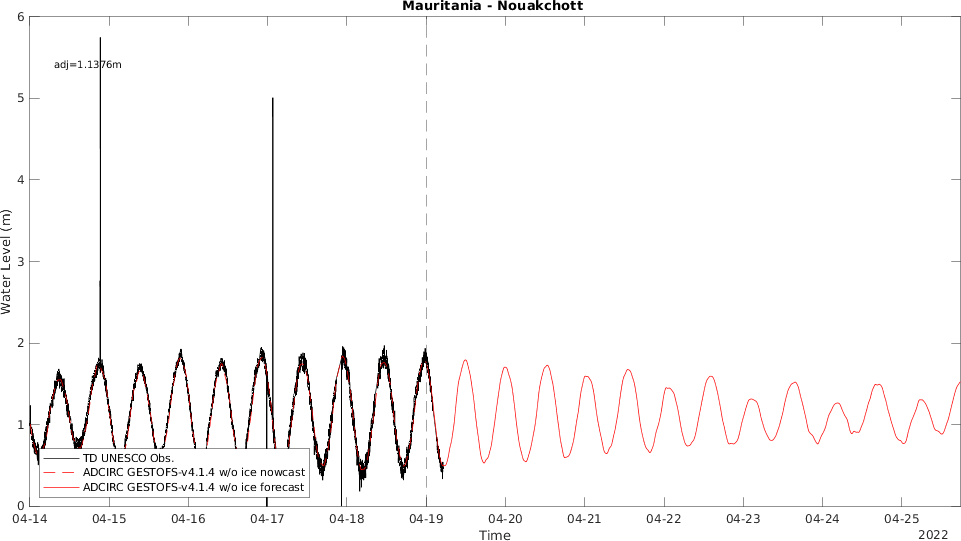 Mauritania - Nouakchott
6
adj=1.1376m
5
4
3
2
1
0
Water Level (m)
TD UNESCO Obs.
ADCIRC GESTOFS-v4.1.4 w/o ice nowcast
ADCIRC GESTOFS-v4.1.4 w/o ice forecast
04-14 04-15 04-16 04-17 04-18 04-19 04-20 04-21 04-22 04-23 04-24 04-25
Time
2022